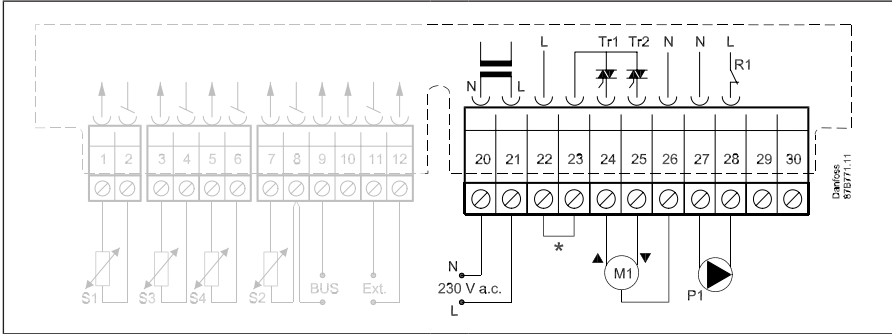 L Tr1 Tr2 N N L
R1
N L
1 2 3 4 5 6 7 8 9 10 11 12 20 21 22 23 24 25 26 27 28 29 30
Danfoss
87B771.11
*
N
230 V a.c.
L
M1
P1
S1 S3 S4 S2 BUS Ext.